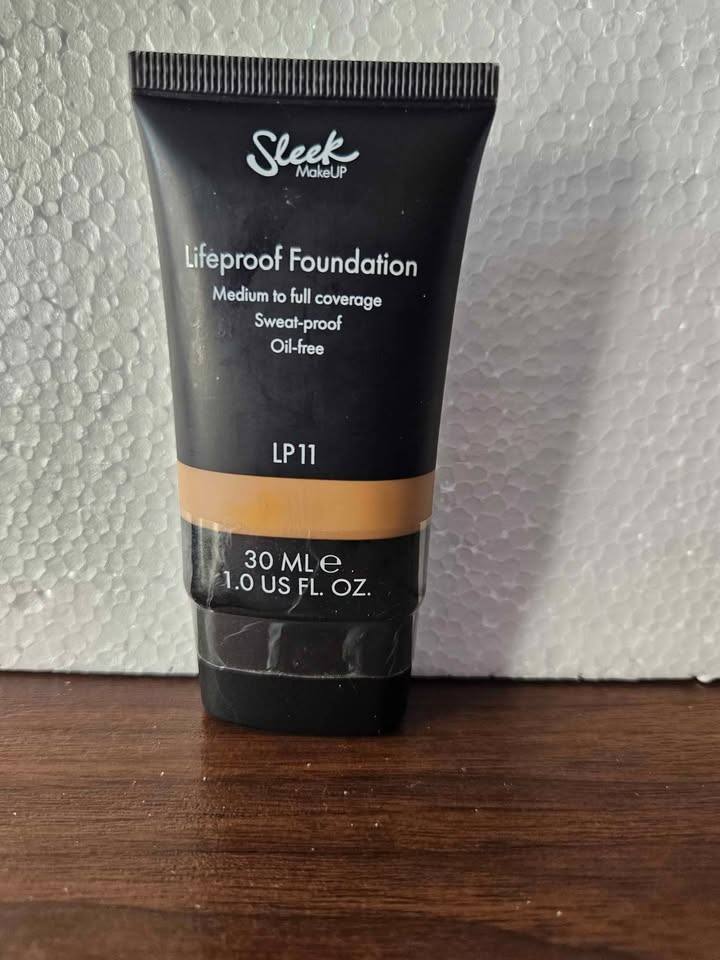 Sleek
MakeUP
Lifeproof Foundation
Medium to full coverage
Sweat-proof
Oil-free
LP11
30 ML ℮
1.0 US FL. OZ.